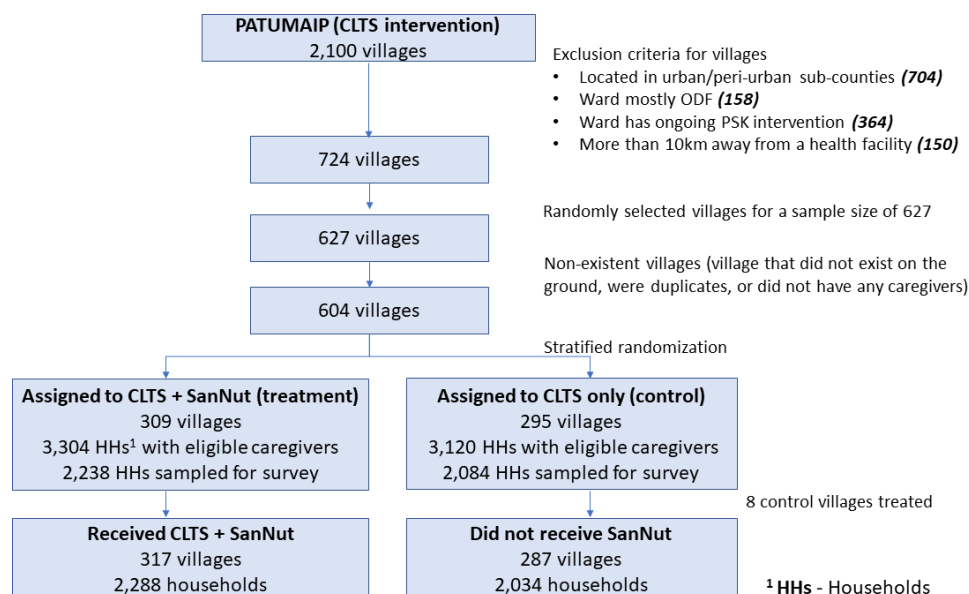 PATUMAIP (CLTS intervention)
2,100 villages
Exclusion criteria for villages
• Located in urban/peri-urban sub-counties (704)
• Ward mostly ODF (158)
• Ward has ongoing PSK intervention (364)
• More than 10km away from a health facility (150)
724 villages
Randomly selected villages for a sample size of 627
627 villages
Non-existent villages (village that did not exist on the
ground, were duplicates, or did not have any caregivers)
604 villages
Stratified randomization
Assigned to CLTS + SanNut (treatment)
309 villages
3,304 HHs¹ with eligible caregivers
2,238 HHs sampled for survey
Assigned to CLTS only (control)
295 villages
3,120 HHs with eligible caregivers
2,084 HHs sampled for survey
8 control villages treated
Received CLTS + SanNut
317 villages
2,288 households
Did not receive SanNut
287 villages
2,034 households
¹ HHs - Households